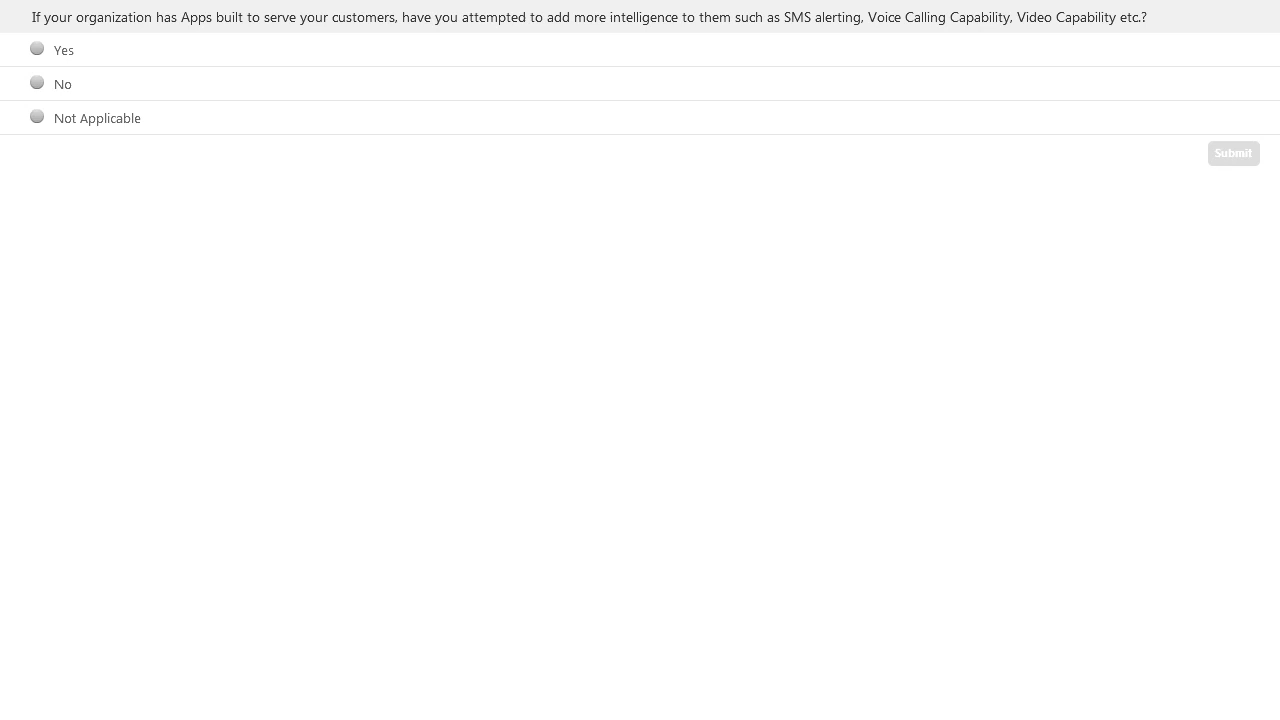 If your organization has Apps built to serve your customers, have you attempted to add more intelligence to them such as SMS alerting, Voice Calling Capability, Video Capability etc.?
Yes
No
Not Applicable
Submit